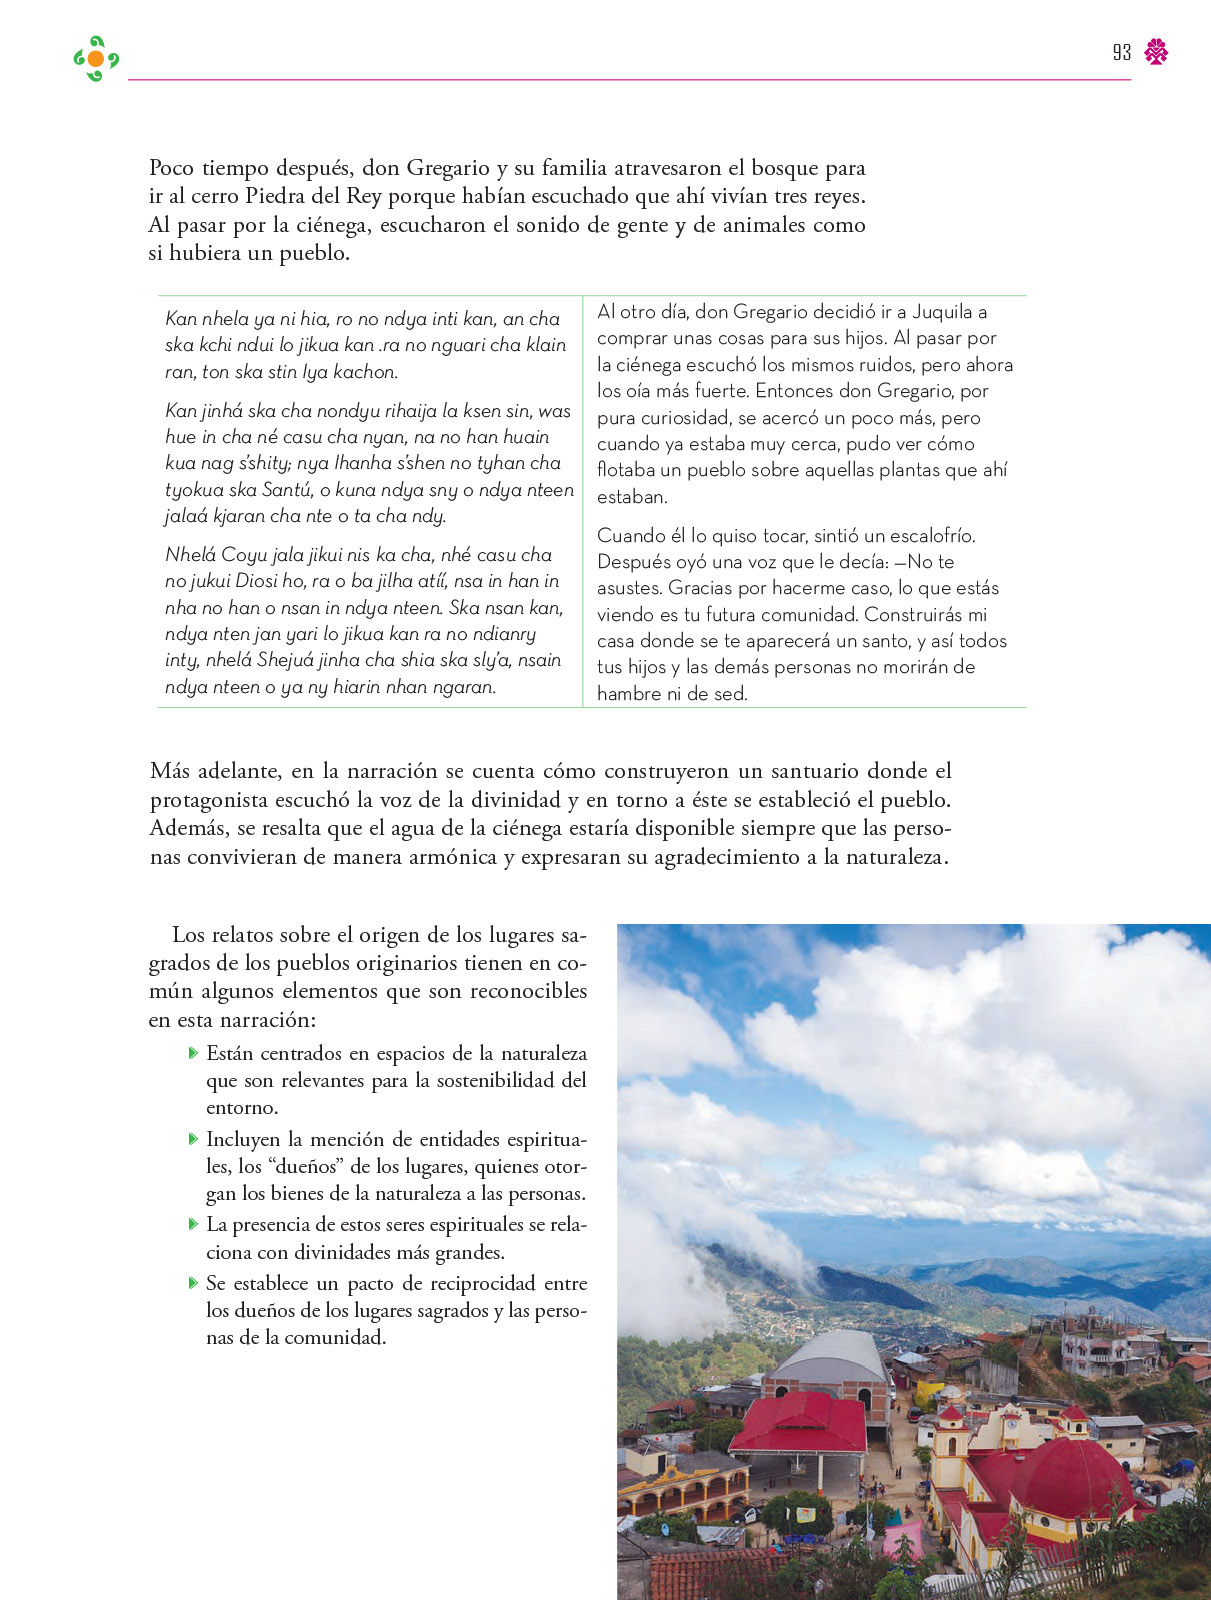 93
Poco tiempo después, don Gregario y su familia atravesaron el bosque para
ir al cerro Piedra del Rey porque habían escuchado que ahí vivían tres reyes.
Al pasar por la ciénega, escucharon el sonido de gente y de animales como
si hubiera un pueblo.
Kan nhela ya ni hia, ro no ndya inti kan, an cha
ska kchi ndui lo jikua kan .ra no nguari cha klain
ran, ton ska stin lya kachon.
Kan jinhá ska cha nondyu rihaija la ksen sin, was
hue in cha né casu cha nyan, na no han huain
kua nag s’shity; nya lhanha s’shen no tyhan cha
tyokua ska Santú, o kuna ndya sny o ndya nteen
jalaá kjaran cha nte o ta cha ndy.
Nhelá Coyu jala jikui nis ka cha, nhé casu cha
no jukui Diosi ho, ra o ba jilha atíí, nsa in han in
nha no han o nsan in ndya nteen. Ska nsan kan,
ndya nten jan yari lo jikua kan ra no ndianry
inty, nhelá Shejuá jinha cha shia ska sly’a, nsain
ndya nteen o ya ny hiarin nhan ngaran.
Al otro día, don Gregario decidió ir a Juquila a
comprar unas cosas para sus hijos. Al pasar por
la ciénega escuchó los mismos ruidos, pero ahora
los oía más fuerte. Entonces don Gregario, por
pura curiosidad, se acercó un poco más, pero
cuando ya estaba muy cerca, pudo ver cómo
flotaba un pueblo sobre aquellas plantas que ahí
estaban.
Cuando él lo quiso tocar, sintió un escalofrío.
Después oyó una voz que le decía: —No te
asustes. Gracias por hacerme caso, lo que estás
viendo es tu futura comunidad. Construirás mi
casa donde se te aparecerá un santo, y así todos
tus hijos y las demás personas no morirán de
hambre ni de sed.
Más adelante, en la narración se cuenta cómo construyeron un santuario donde el
protagonista escuchó la voz de la divinidad y en torno a éste se estableció el pueblo.
Además, se resalta que el agua de la ciénega estaría disponible siempre que las perso-
nas convivieran de manera armónica y expresaran su agradecimiento a la naturaleza.
Los relatos sobre el origen de los lugares sa-
grados de los pueblos originarios tienen en co-
mún algunos elementos que son reconocibles
en esta narración:
Están centrados en espacios de la naturaleza
que son relevantes para la sostenibilidad del
entorno.
Incluyen la mención de entidades espiritua-
les, los “dueños” de los lugares, quienes otor-
gan los bienes de la naturaleza a las personas.
La presencia de estos seres espirituales se rela-
ciona con divinidades más grandes.
Se establece un pacto de reciprocidad entre
los dueños de los lugares sagrados y las perso-
nas de la comunidad.